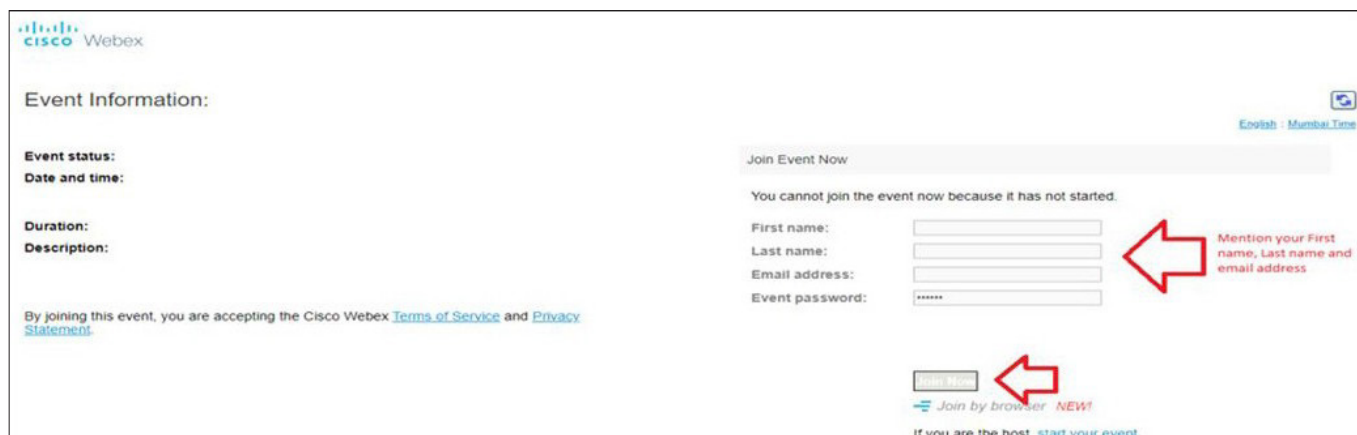 CISCO Webex
Event Information:
English : Mumbai Time
Event status:
Date and time:
Duration:
Description:
By joining this event, you are accepting the Cisco Webex Terms of Service and Privacy
Statement.
Join Event Now
You cannot join the event now because it has not started.
First name:
Last name:
Email address:
Event password:
******
Mention your First
name, Last name and
email address
Join Now
Join by browser NEW!
If you are the host, start your event